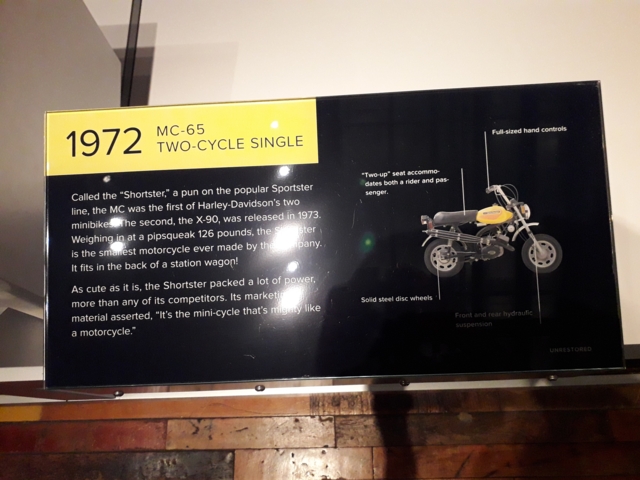 1972
MC-65
TWO-CYCLE SINGLE
Called the “Shortster,” a pun on the popular Sportster
line, the MC was the first of Harley-Davidson’s two
minibikes. The second, the X-90, was released in 1973.
Weighing in at a pipsqueak 126 pounds, the Shortster
is the smallest motorcycle ever made by the company.
It fits in the back of a station wagon!
As cute as it is, the Shortster packed a lot of power,
more than any of its competitors. Its marketing
material asserted, “It’s the mini-cycle that’s mighty like
a motorcycle.”
Full-sized hand controls
“Two-up” seat accommo-
dates both a rider and pas-
senger.
Solid steel disc wheels
Front and rear hydraulic
suspension
UNRESTORED